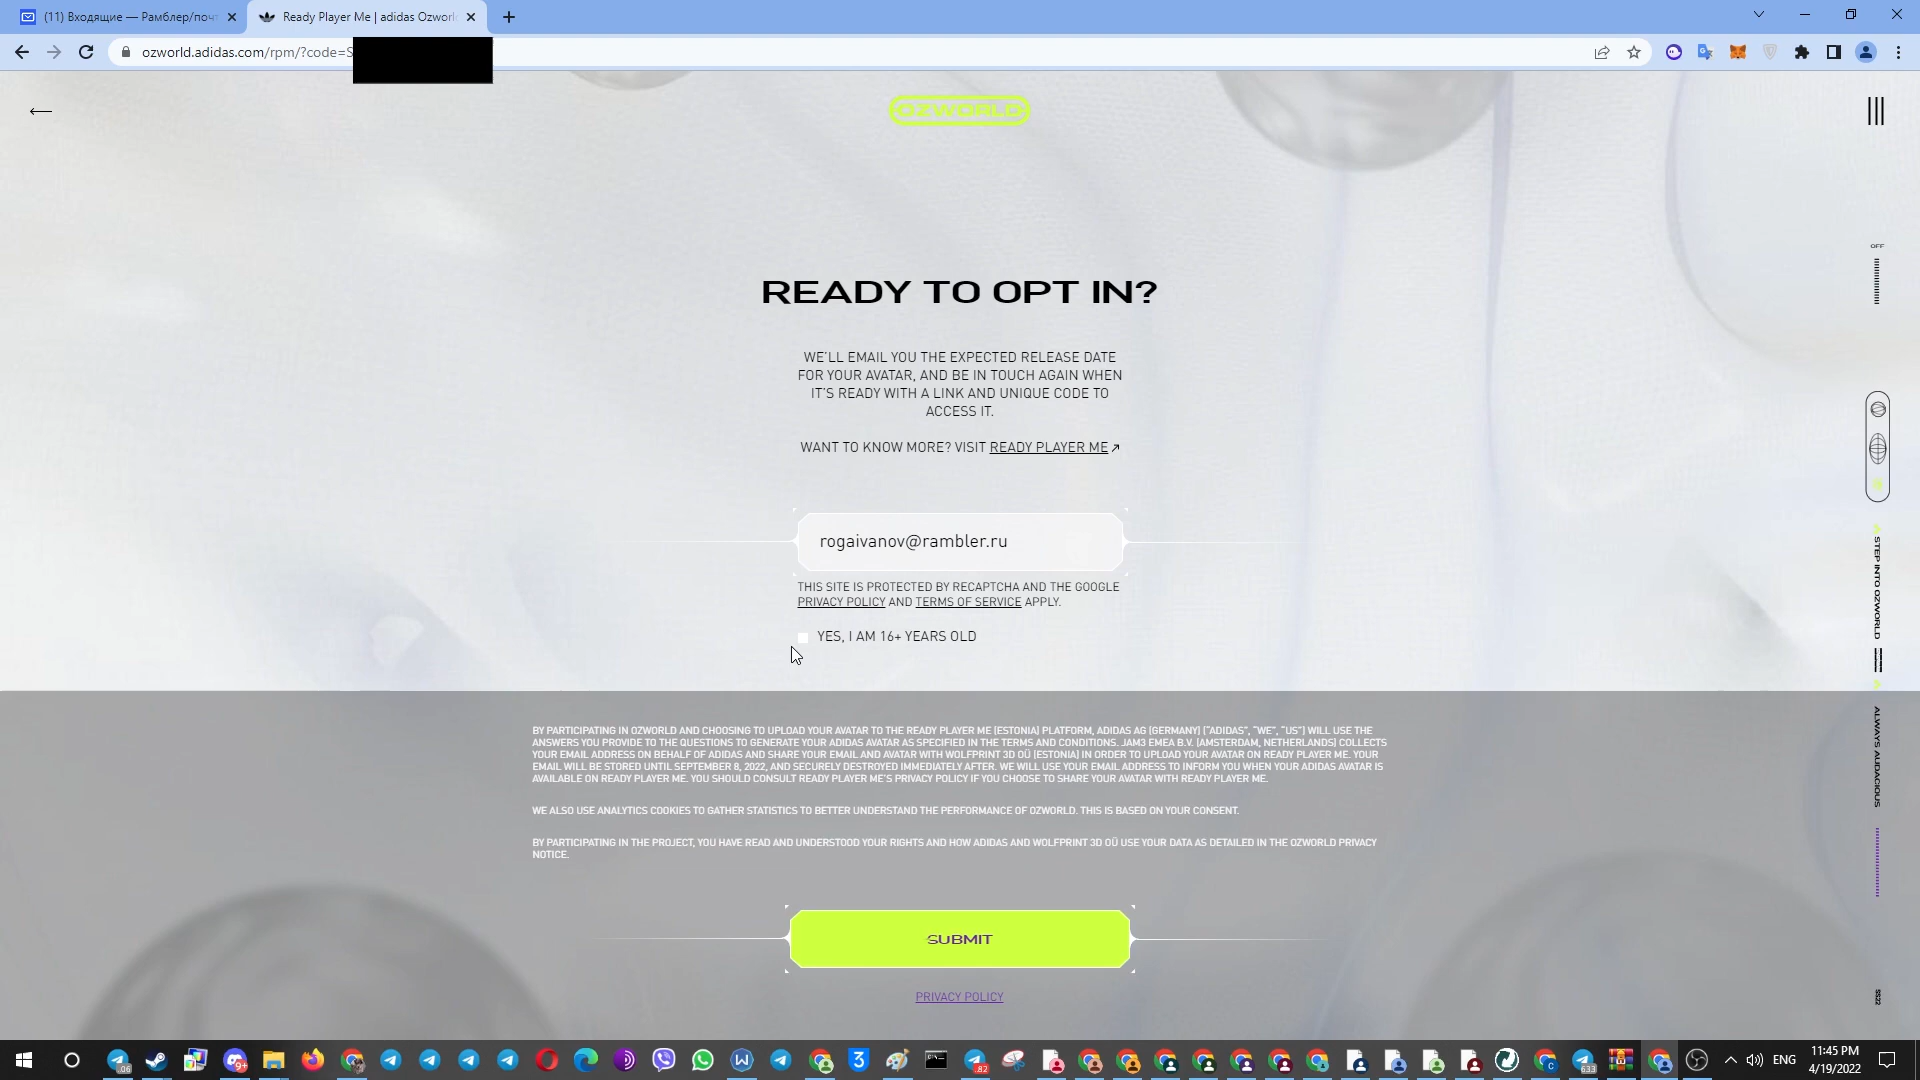 (11) Входящие — Рамблер/почт
Ready Player Me | adidas Ozworl
ozworld.adidas.com/rpm/?code=S
OZWORLD
OFF
READY TO OPT IN?
WE'LL EMAIL YOU THE EXPECTED RELEASE DATE
FOR YOUR AVATAR, AND BE IN TOUCH AGAIN WHEN
IT'S READY WITH A LINK AND UNIQUE CODE TO
ACCESS IT.
WANT TO KNOW MORE? VISIT READY PLAYER ME ↗
rogaivanov@rambler.ru
THIS SITE IS PROTECTED BY RECAPTCHA AND THE GOOGLE
PRIVACY POLICY AND TERMS OF SERVICE APPLY.
YES, I AM 16+ YEARS OLD
STEP INTO OZWORLD
ALWAYS AUDACIOUS
SS22
BY PARTICIPATING IN OZWORLD AND CHOOSING TO UPLOAD YOUR AVATAR TO THE READY PLAYER ME (ESTONIA) PLATFORM, ADIDAS AG (GERMANY) ("ADIDAS", "WE", "US") WILL USE THE
ANSWERS YOU PROVIDE TO THE QUESTIONS TO GENERATE YOUR ADIDAS AVATAR AS SPECIFIED IN THE TERMS AND CONDITIONS. JAM3 EMEA B.V. (AMSTERDAM, NETHERLANDS) COLLECTS
YOUR EMAIL ADDRESS ON BEHALF OF ADIDAS AND SHARE YOUR EMAIL AND AVATAR WITH WOLFPRINT 3D OÜ (ESTONIA) IN ORDER TO UPLOAD YOUR AVATAR ON READY PLAYER ME. YOUR
EMAIL WILL BE STORED UNTIL SEPTEMBER 8, 2022, AND SECURELY DESTROYED IMMEDIATELY AFTER. WE WILL USE YOUR EMAIL ADDRESS TO INFORM YOU WHEN YOUR ADIDAS AVATAR IS
AVAILABLE ON READY PLAYER ME. YOU SHOULD CONSULT READY PLAYER ME'S PRIVACY POLICY IF YOU CHOOSE TO SHARE YOUR AVATAR WITH READY PLAYER ME.
WE ALSO USE ANALYTICS COOKIES TO GATHER STATISTICS TO BETTER UNDERSTAND THE PERFORMANCE OF OZWORLD. THIS IS BASED ON YOUR CONSENT.
BY PARTICIPATING IN THE PROJECT, YOU HAVE READ AND UNDERSTOOD YOUR RIGHTS AND HOW ADIDAS AND WOLFPRINT 3D OÜ USE YOUR DATA AS DETAILED IN THE OZWORLD PRIVACY
NOTICE.
SUBMIT
PRIVACY POLICY
ENG
11:45 PM
4/19/2022